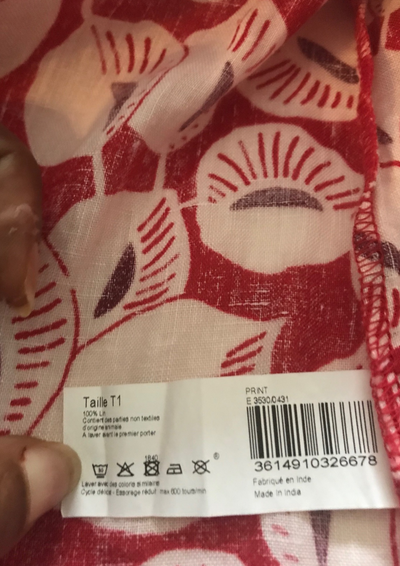 Taille T1
100% Lin
Contient des parties non textiles
d'origine animale
A laver avant le premier porter
Laver avec des coloris similaires
Cycle délicat - Essorage réduit max 600 tours/min
PRINT
E 3530/0431
3614910326678
Fabriqué en Inde
Made in India